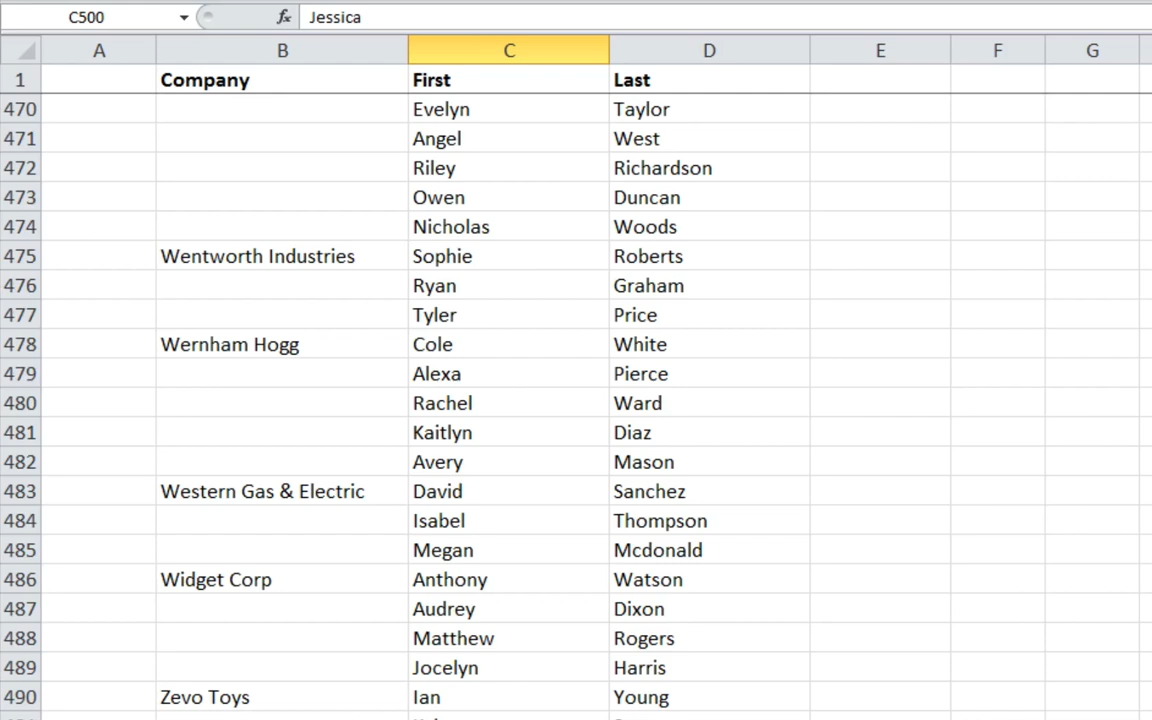 C500 fx Jessica
A B C D E F G
1 Company First Last
470 Evelyn Taylor
471 Angel West
472 Riley Richardson
473 Owen Duncan
474 Nicholas Woods
475 Wentworth Industries Sophie Roberts
476 Ryan Graham
477 Tyler Price
478 Wernham Hogg Cole White
479 Alexa Pierce
480 Rachel Ward
481 Kaitlyn Diaz
482 Avery Mason
483 Western Gas & Electric David Sanchez
484 Isabel Thompson
485 Megan Mcdonald
486 Widget Corp Anthony Watson
487 Audrey Dixon
488 Matthew Rogers
489 Jocelyn Harris
490 Zevo Toys Ian Young